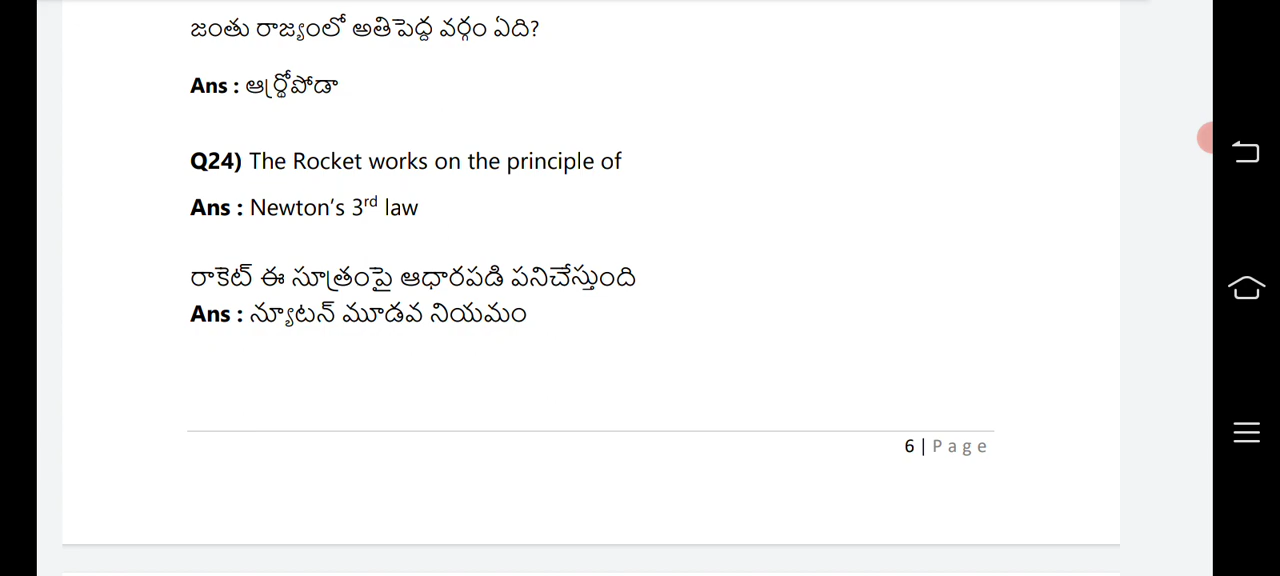 జంతు రాజ్యంలో అతిపెద్ద వర్గం ఏది?
Ans : ఆర్థ్రోపోడా
Q24) The Rocket works on the principle of
Ans : Newton’s 3rd law
రాకెట్ ఈ సూత్రంపై ఆధారపడి పనిచేస్తుంది
Ans : న్యూటన్ మూడవ నియమం
6 | Page